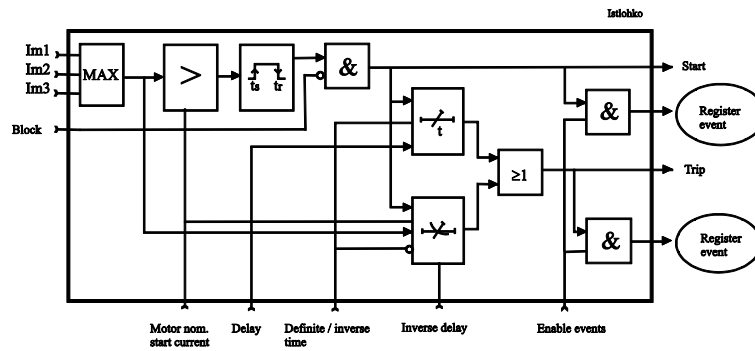 Istlohko
Im1
Im2
Im3
MAX
>
ts tr
&
Start
&
Register
event
Block
t
≥1
Trip
&
Register
event
Motor nom.
start current
Delay
Definite / inverse
time
Inverse delay
Enable events